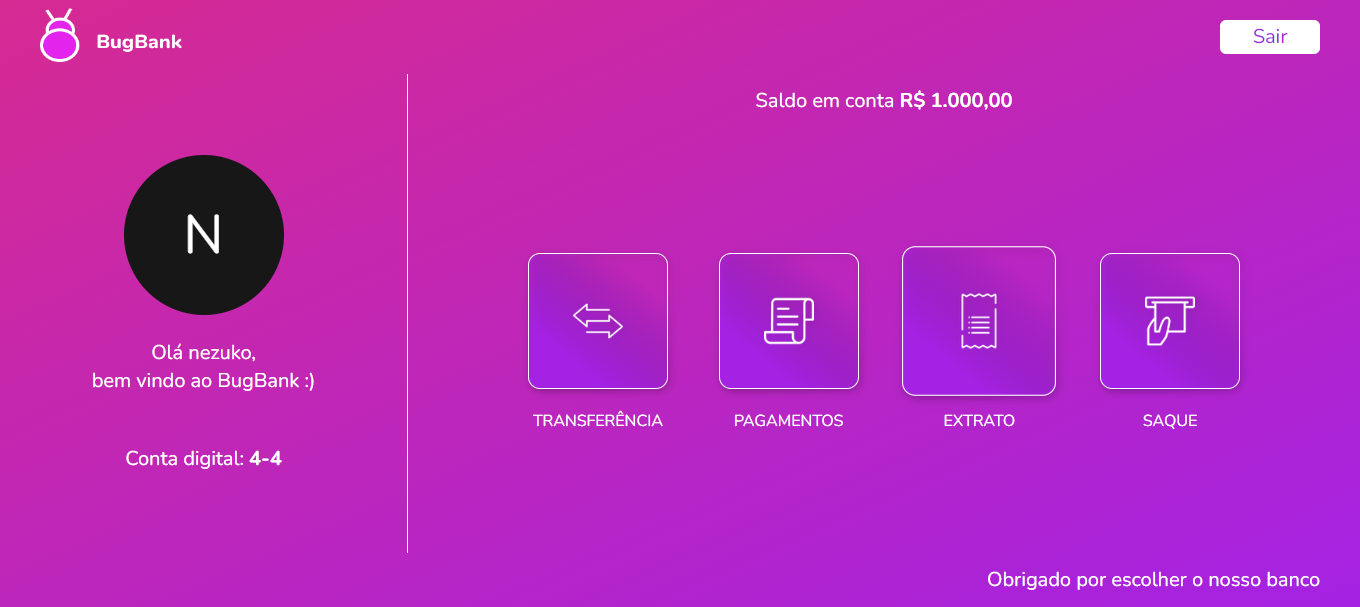 BugBank
Sair
Saldo em conta R$ 1.000,00
N
Olá nezuko,
bem vindo ao BugBank :)
Conta digital: 4-4
TRANSFERÊNCIA
PAGAMENTOS
EXTRATO
SAQUE
Obrigado por escolher o nosso banco